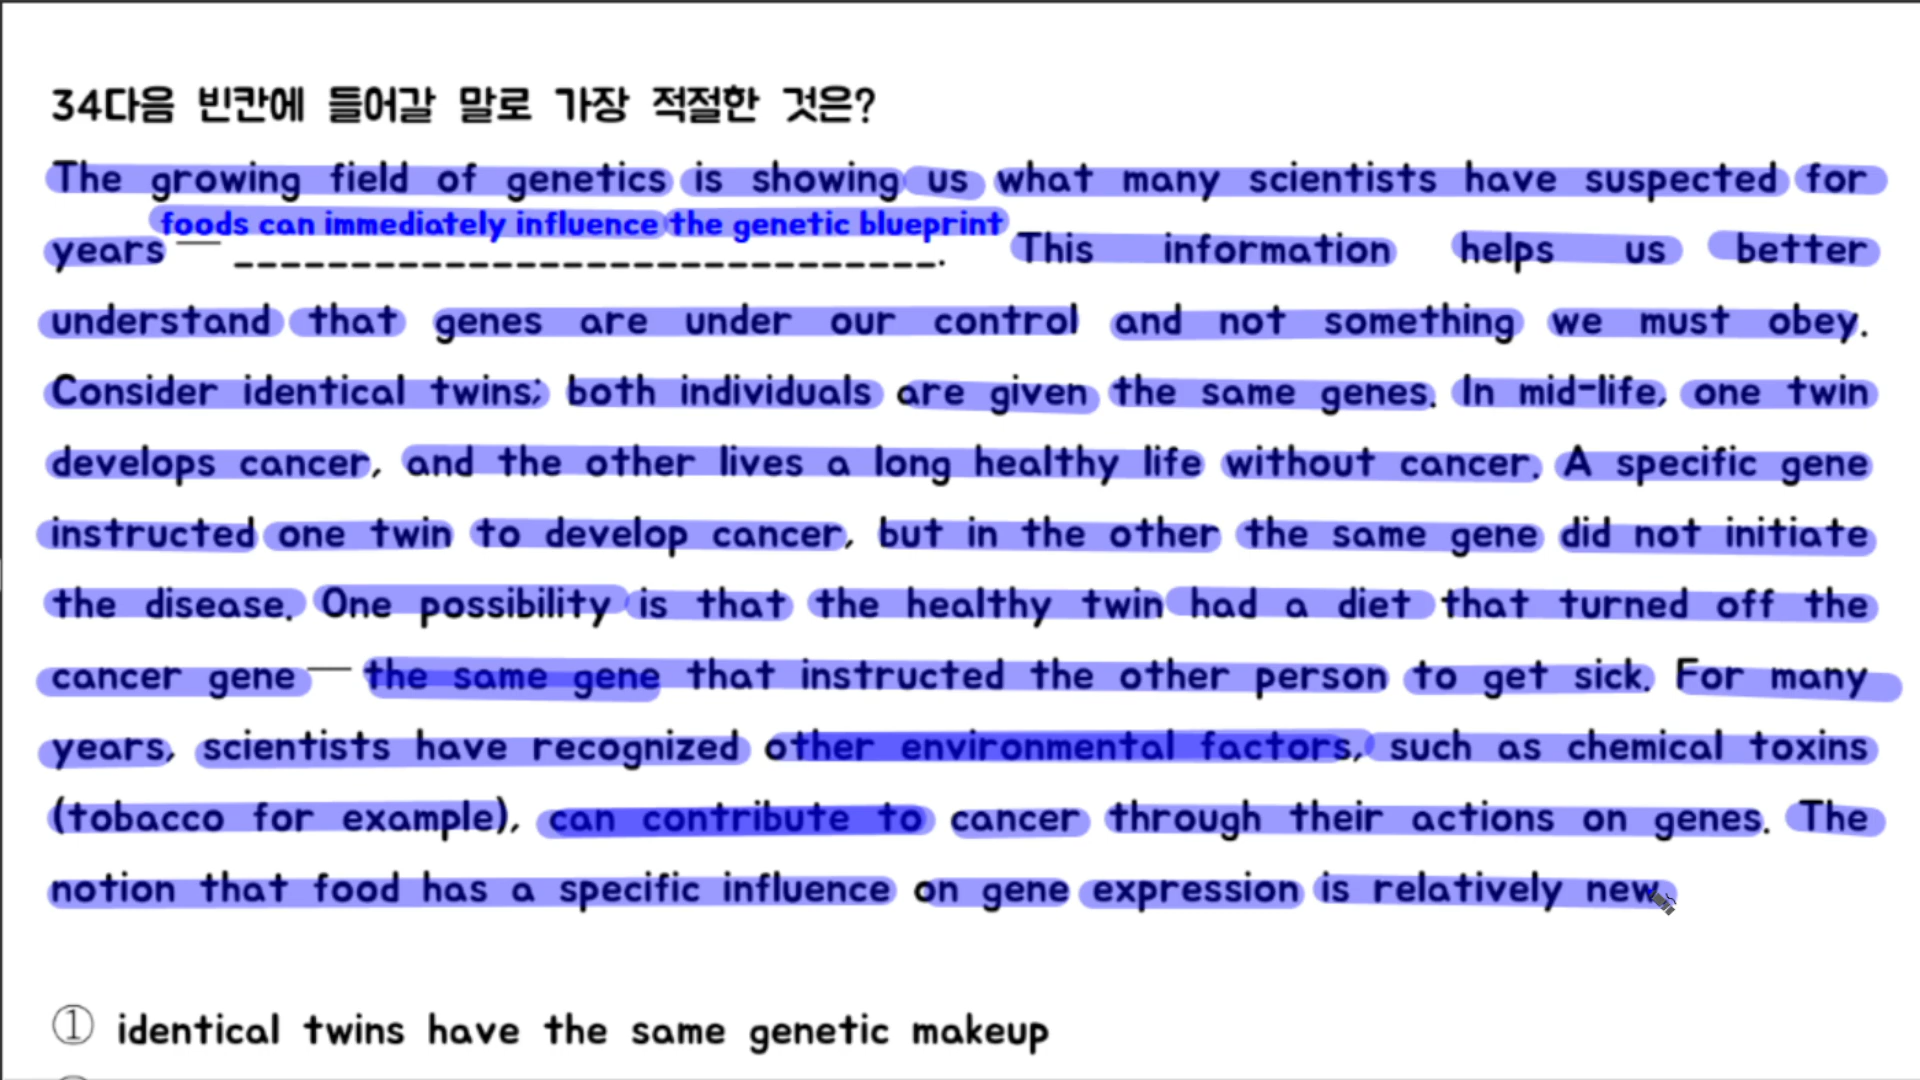 34다음 빈칸에 들어갈 말로 가장 적절한 것은?
The growing field of genetics is showing us what many scientists have suspected for
foods can immediately influence the genetic blueprint
years — ______________________________. This information helps us better
understand that genes are under our control and not something we must obey.
Consider identical twins; both individuals are given the same genes. In mid-life, one twin
develops cancer, and the other lives a long healthy life without cancer. A specific gene
instructed one twin to develop cancer, but in the other the same gene did not initiate
the disease. One possibility is that the healthy twin had a diet that turned off the
cancer gene — the same gene that instructed the other person to get sick. For many
years, scientists have recognized other environmental factors, such as chemical toxins
(tobacco for example), can contribute to cancer through their actions on genes. The
notion that food has a specific influence on gene expression is relatively new.
① identical twins have the same genetic makeup